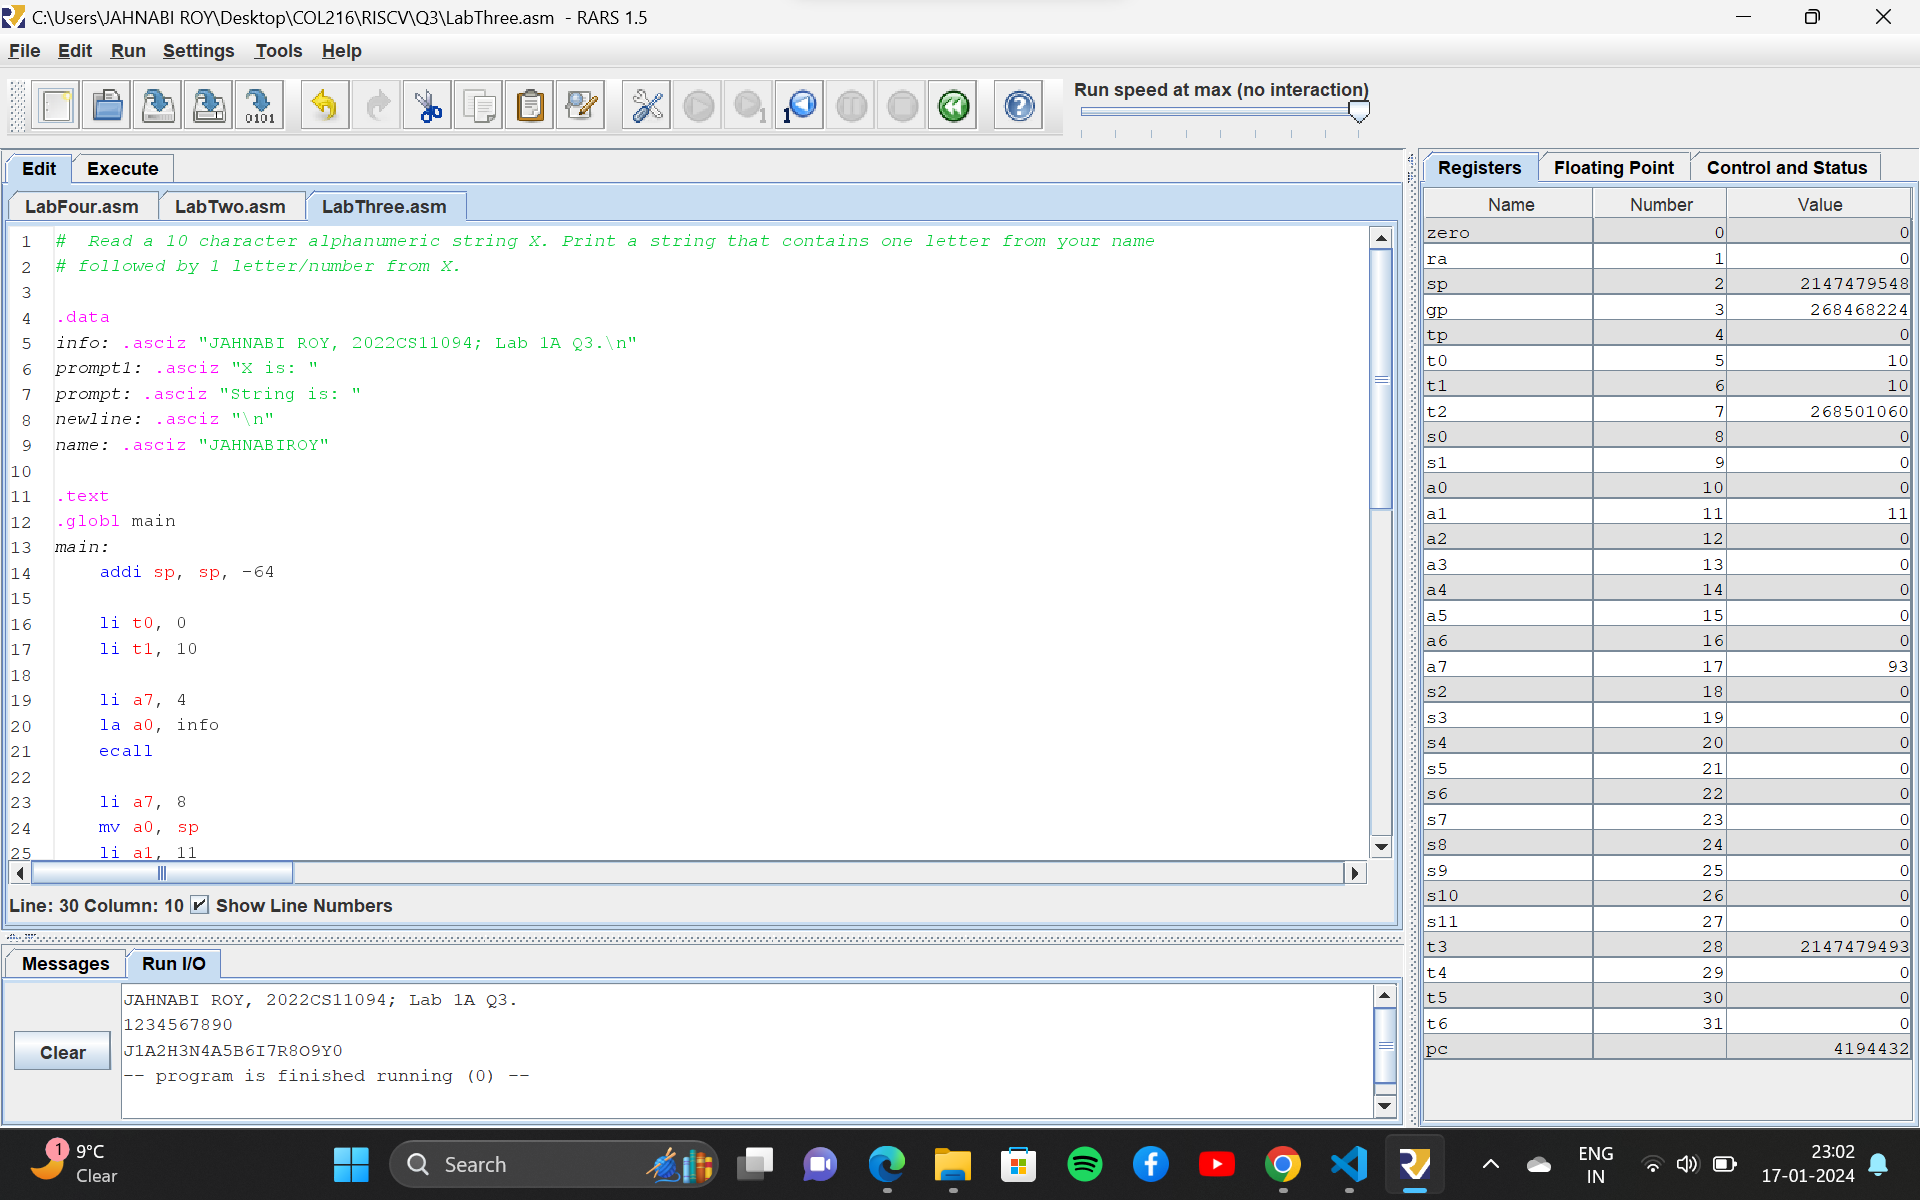 C:\Users\JAHNABI ROY\Desktop\COL216\RISCV\Q3\LabThree.asm  - RARS 1.5
File Edit Run Settings Tools Help
Run speed at max (no interaction)
Edit Execute
LabFour.asm LabTwo.asm LabThree.asm
1 #  Read a 10 character alphanumeric string X. Print a string that contains one letter from your name
2 # followed by 1 letter/number from X.
3
4 .data
5 info: .asciz "JAHNABI ROY, 2022CS11094; Lab 1A Q3.\n"
6 prompt1: .asciz "X is: "
7 prompt: .asciz "String is: "
8 newline: .asciz "\n"
9 name: .asciz "JAHNABIROY"
10
11 .text
12 .globl main
13 main:
14 addi sp, sp, -64
15
16 li t0, 0
17 li t1, 10
18
19 li a7, 4
20 la a0, info
21 ecall
22
23 li a7, 8
24 mv a0, sp
25 li a1, 11
Line: 30 Column: 10 Show Line Numbers
Messages Run I/O
Clear
JAHNABI ROY, 2022CS11094; Lab 1A Q3.
1234567890
J1A2H3N4A5B6I7R8O9Y0
-- program is finished running (0) --
Registers Floating Point Control and Status
Name Number Value
zero 0 0
ra 1 0
sp 2 2147479548
gp 3 268468224
tp 4 0
t0 5 10
t1 6 10
t2 7 268501060
s0 8 0
s1 9 0
a0 10 0
a1 11 11
a2 12 0
a3 13 0
a4 14 0
a5 15 0
a6 16 0
a7 17 93
s2 18 0
s3 19 0
s4 20 0
s5 21 0
s6 22 0
s7 23 0
s8 24 0
s9 25 0
s10 26 0
s11 27 0
t3 28 2147479493
t4 29 0
t5 30 0
t6 31 0
pc 4194432
1
9°C
Clear
Search
ENG
IN
23:02
17-01-2024